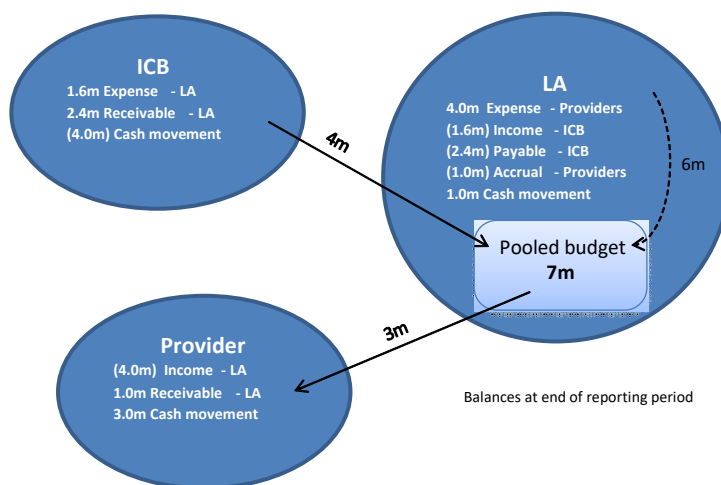 ICB
1.6m Expense - LA
2.4m Receivable - LA
(4.0m) Cash movement
4m
LA
4.0m Expense - Providers
(1.6m) Income - ICB
(2.4m) Payable - ICB
(1.0m) Accrual - Providers
1.0m Cash movement
6m
Pooled budget
7m
3m
Provider
(4.0m) Income - LA
1.0m Receivable - LA
3.0m Cash movement
Balances at end of reporting period